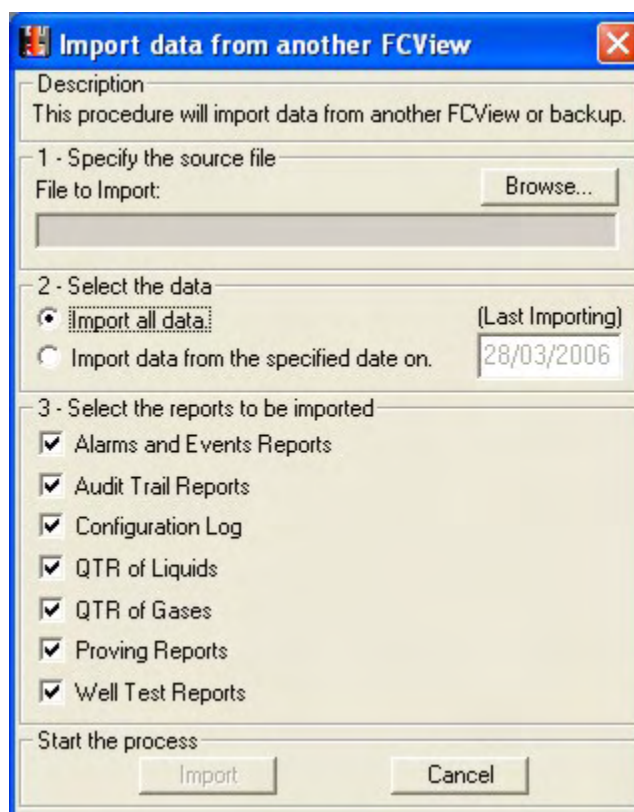 Import data from another FCView
Description
This procedure will import data from another FCView or backup.
1 - Specify the source file
File to Import:
Browse...
2 - Select the data
Import all data.
(Last Importing)
Import data from the specified date on.
28/03/2006
3 - Select the reports to be imported
Alarms and Events Reports
Audit Trail Reports
Configuration Log
QTR of Liquids
QTR of Gases
Proving Reports
Well Test Reports
Start the process
Import
Cancel